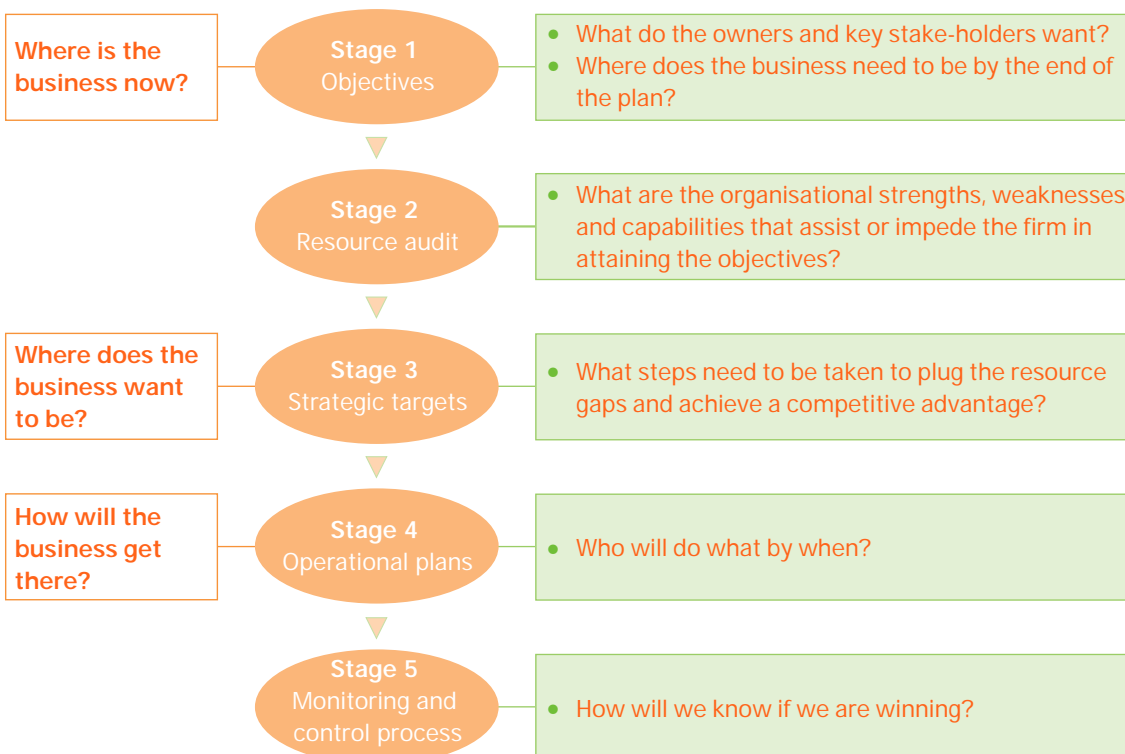 Where is the
business now?
Stage 1
Objectives
• What do the owners and key stake-holders want?
• Where does the business need to be by the end of
the plan?
Stage 2
Resource audit
• What are the organisational strengths, weaknesses
and capabilities that assist or impede the firm in
attaining the objectives?
Where does the
business want
to be?
Stage 3
Strategic targets
• What steps need to be taken to plug the resource
gaps and achieve a competitive advantage?
How will the
business get
there?
Stage 4
Operational plans
• Who will do what by when?
Stage 5
Monitoring and
control process
• How will we know if we are winning?